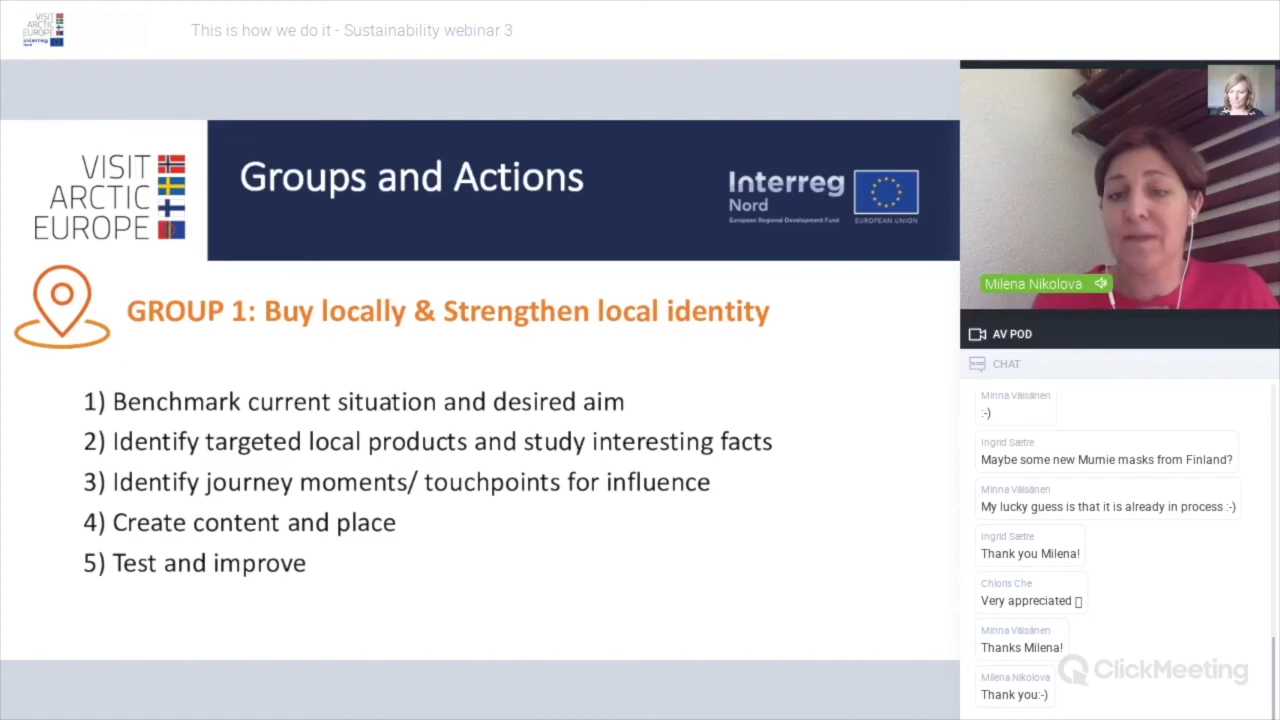 VISIT
ARCTIC
EUROPE
Interreg
Nord
This is how we do it - Sustainability webinar 3
VISIT
ARCTIC
EUROPE
Groups and Actions
Interreg
Nord
European Regional Development Fund
EUROPEAN UNION
GROUP 1: Buy locally & Strengthen local identity
1) Benchmark current situation and desired aim
2) Identify targeted local products and study interesting facts
3) Identify journey moments/ touchpoints for influence
4) Create content and place
5) Test and improve
Milena Nikolova
AV POD
CHAT
Minna Väisänen
:-)
Ingrid Sætre
Maybe some new Mumie masks from Finland?
Minna Väisänen
My lucky guess is that it is already in process :-)
Ingrid Sætre
Thank you Milena!
Chloris Che
Very appreciated
Minna Väisänen
Thanks Milena!
Milena Nikolova
Thank you:-)
ClickMeeting